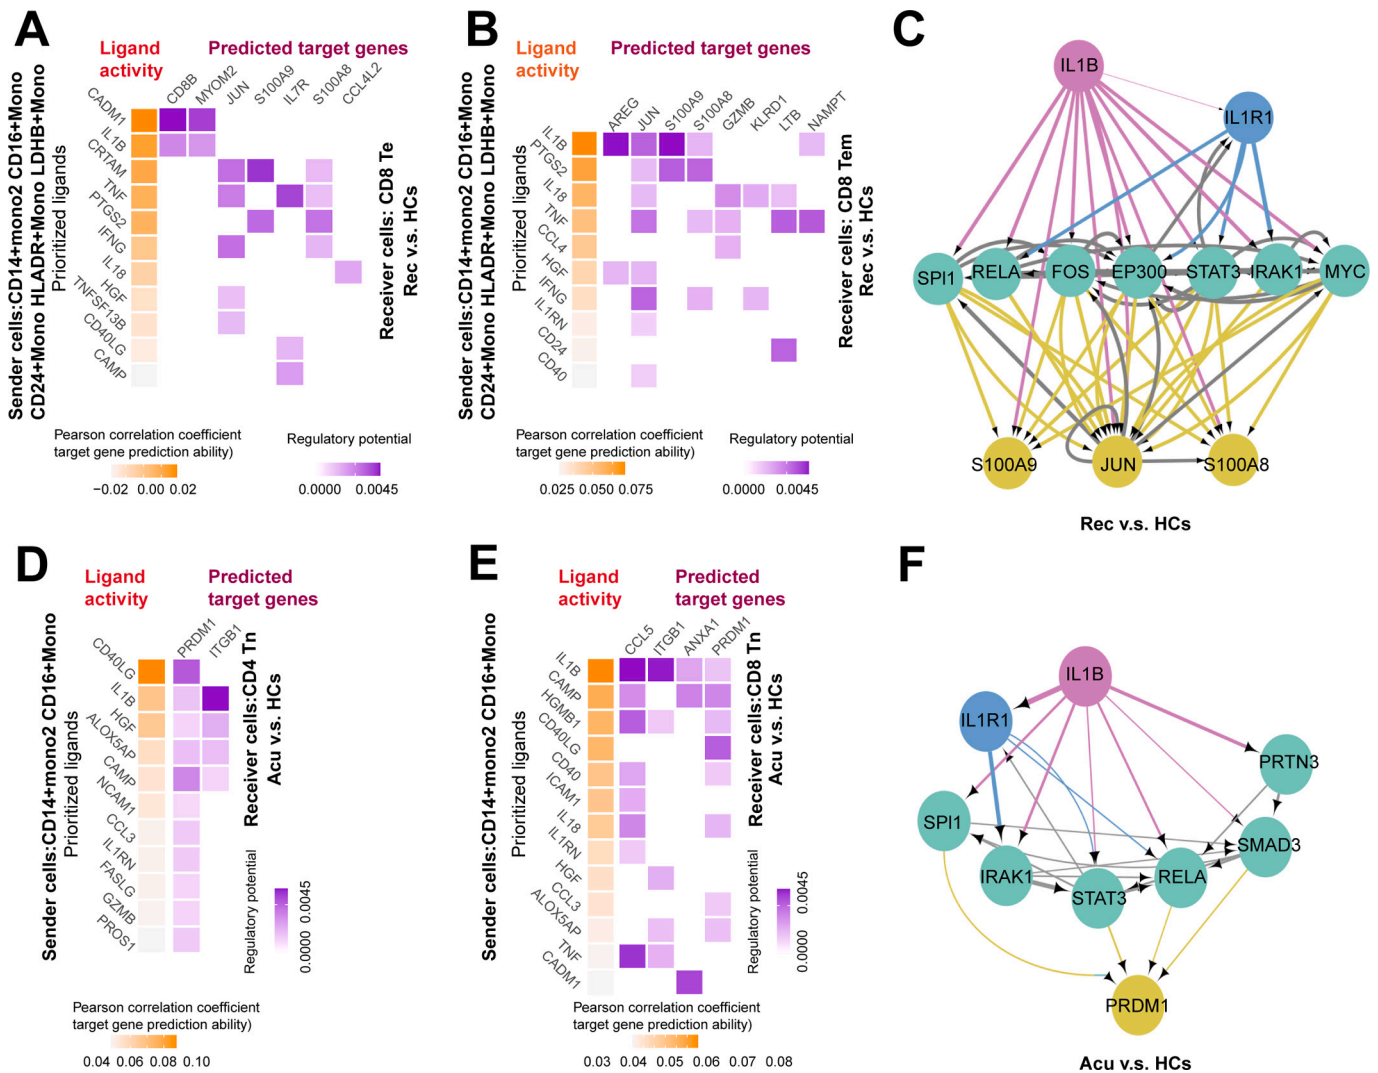 A
Ligand
activity
Predicted target genes
CD8B
MYOM2
JUN
S100A9
IL7R
S100A8
CCL4L2
Sender cells:CD14+mono2 CD16+Mono
CD24+Mono HLADR+Mono LDHB+Mono
Prioritized ligands
CADM1
IL1B
CRTAM
TNF
PTGS2
IFNG
IL18
HGF
TNFSF13B
CD40LG
CAMP
Receiver cells: CD8 Te
Rec v.s. HCs
Pearson correlation coefficient
target gene prediction ability)
−0.02 0.00 0.02
Regulatory potential
0.0000 0.0045
B
Ligand
activity
Predicted target genes
AREG
JUN
S100A9
S100A8
GZMB
KLRD1
LTB
NAMPT
Sender cells:CD14+mono2 CD16+Mono
CD24+Mono HLADR+Mono LDHB+Mono
Prioritized ligands
IL1B
PTGS2
IL18
TNF
CCL4
HGF
IFNG
IL1RN
CD24
CD40
Receiver cells: CD8 Tem
Rec v.s. HCs
Pearson correlation coefficient
target gene prediction ability)
0.025 0.050 0.075
Regulatory potential
0.0000 0.0045
C
IL1B
IL1R1
SPI1
RELA
FOS
EP300
STAT3
IRAK1
MYC
S100A9
JUN
S100A8
Rec v.s. HCs
D
Ligand
activity
Predicted
target genes
PRDM1
ITGB1
Sender cells:CD14+mono2 CD16+Mono
Prioritized ligands
CD40LG
IL1B
HGF
ALOX5AP
CAMP
NCAM1
CCL3
IL1RN
FASLG
GZMB
PROS1
Receiver cells:CD4 Tn
Acu v.s. HCs
Regulatory potential
0.0000 0.0045
Pearson correlation coefficient
target gene prediction ability)
0.04 0.06 0.08 0.10
E
Ligand
activity
Predicted
target genes
CCL5
ITGB1
ANXA1
PRDM1
Sender cells:CD14+mono2 CD16+Mono
Prioritized ligands
IL1B
CAMP
HGMB1
CD40LG
CD40
ICAM1
IL18
IL1RN
HGF
CCL3
ALOX5AP
TNF
CADM1
Receiver cells:CD8 Tn
Acu v.s. HCs
Regulatory potential
0.0000 0.0045
Pearson correlation coefficient
target gene prediction ability)
0.03 0.04 0.05 0.06 0.07 0.08
F
IL1B
IL1R1
PRTN3
SPI1
SMAD3
IRAK1
STAT3
RELA
PRDM1
Acu v.s. HCs